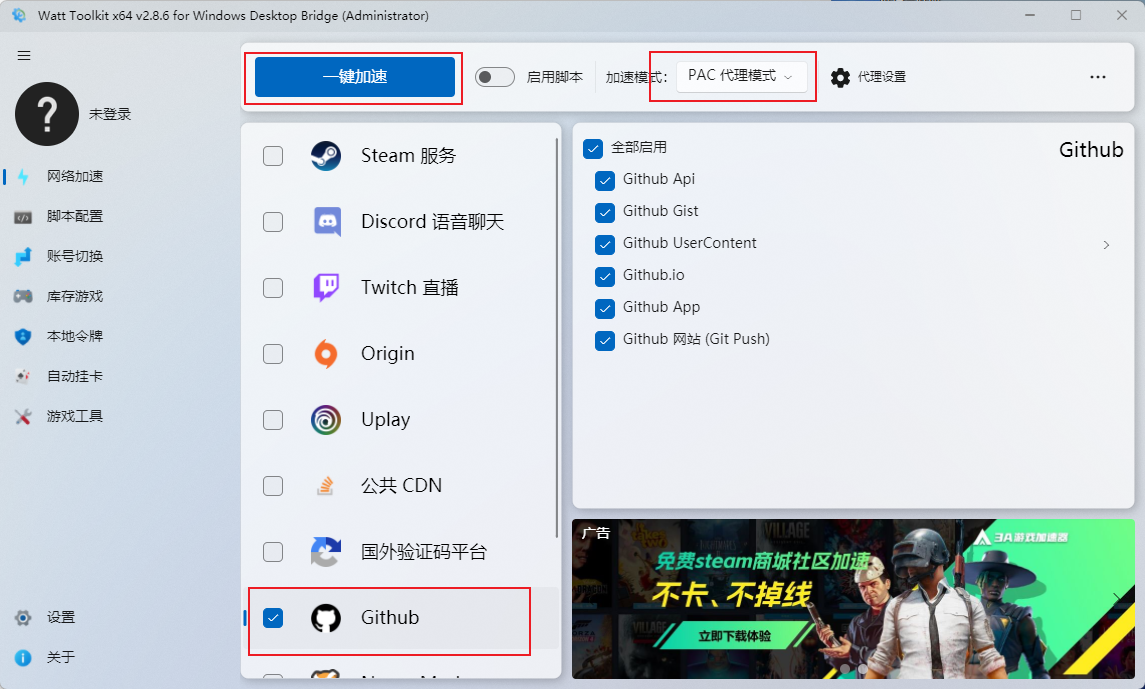 Watt Toolkit x64 v2.8.6 for Windows Desktop Bridge (Administrator)
未登录
网络加速
脚本配置
账号切换
库存游戏
本地令牌
自动挂卡
游戏工具
设置
关于
一键加速
启用脚本
加速模式:
PAC 代理模式
代理设置
Steam 服务
Discord 语音聊天
Twitch 直播
Origin
Uplay
公共 CDN
国外验证码平台
Github
全部启用
Github
Github Api
Github Gist
Github UserContent
Github.io
Github App
Github 网站 (Git Push)
广告
3A游戏加速器
免费steam商城社区加速
不卡、不掉线
立即下载体验
VILLAGE